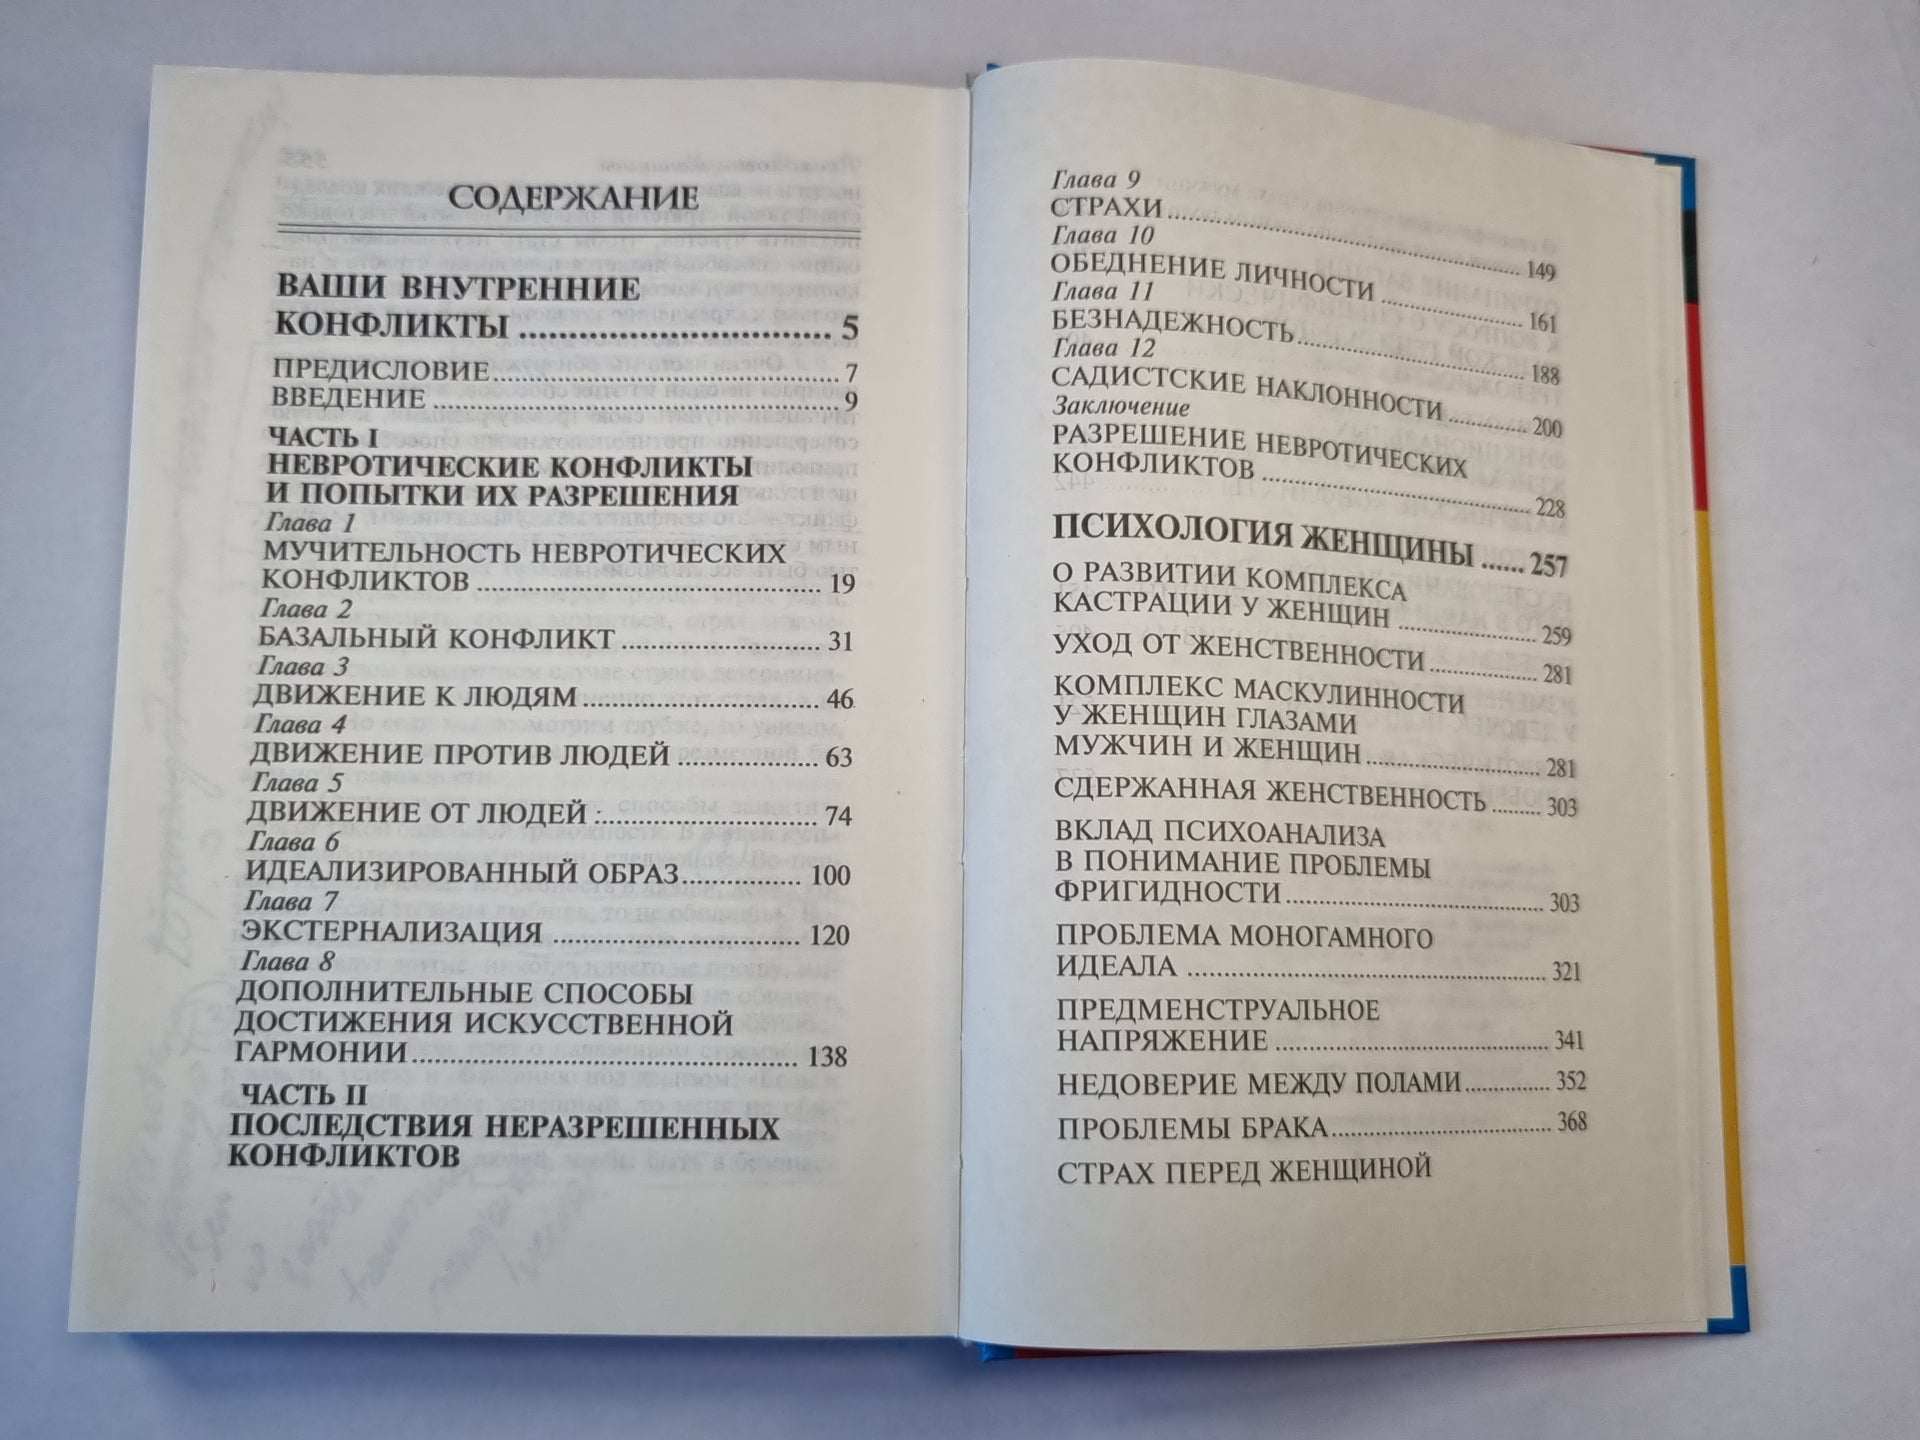 СОДЕРЖАНИЕ
ВАШИ ВНУТРЕННИЕ
КОНФЛИКТЫ ............................... 5
ПРЕДИСЛОВИЕ............................................ 7
ВВЕДЕНИЕ .................................................. 9
ЧАСТЬ I
НЕВРОТИЧЕСКИЕ КОНФЛИКТЫ
И ПОПЫТКИ ИХ РАЗРЕШЕНИЯ
Глава 1
МУЧИТЕЛЬНОСТЬ НЕВРОТИЧЕСКИХ
КОНФЛИКТОВ ........................................... 19
Глава 2
БАЗАЛЬНЫЙ КОНФЛИКТ ......................... 31
Глава 3
ДВИЖЕНИЕ К ЛЮДЯМ............................. 46
Глава 4
ДВИЖЕНИЕ ПРОТИВ ЛЮДЕЙ ................. 63
Глава 5
ДВИЖЕНИЕ ОТ ЛЮДЕЙ ........................... 74
Глава 6
ИДЕАЛИЗИРОВАННЫЙ ОБРАЗ............... 100
Глава 7
ЭКСТЕРНАЛИЗАЦИЯ ............................... 120
Глава 8
ДОПОЛНИТЕЛЬНЫЕ СПОСОБЫ
ДОСТИЖЕНИЯ ИСКУССТВЕННОЙ
ГАРМОНИИ................................................ 138
ЧАСТЬ II
ПОСЛЕДСТВИЯ НЕРАЗРЕШЕННЫХ
КОНФЛИКТОВ
Глава 9
СТРАХИ...................................................... 149
Глава 10
ОБЕДНЕНИЕ ЛИЧНОСТИ ...................... 161
Глава 11
БЕЗНАДЕЖНОСТЬ.................................... 188
Глава 12
САДИСТСКИЕ НАКЛОННОСТИ ............... 200
Заключение
РАЗРЕШЕНИЕ НЕВРОТИЧЕСКИХ
КОНФЛИКТОВ ........................................... 228
ПСИХОЛОГИЯ ЖЕНЩИНЫ ...... 257
О РАЗВИТИИ КОМПЛЕКСА
КАСТРАЦИИ У ЖЕНЩИН ..................... 259
УХОД ОТ ЖЕНСТВЕННОСТИ .................. 281
КОМПЛЕКС МАСКУЛИННОСТИ
У ЖЕНЩИН ГЛАЗАМИ
МУЖЧИН И ЖЕНЩИН .......................... 281
СДЕРЖАННАЯ ЖЕНСТВЕННОСТЬ ....... 303
ВКЛАД ПСИХОАНАЛИЗА
В ПОНИМАНИЕ ПРОБЛЕМЫ
ФРИГИДНОСТИ ....................................... 303
ПРОБЛЕМА МОНОГАМНОГО
ИДЕАЛА .................................................... 321
ПРЕДМЕНСТРУАЛЬНОЕ
НАПРЯЖЕНИЕ ......................................... 341
НЕДОВЕРИЕ МЕЖДУ ПОЛАМИ............ 352
ПРОБЛЕМЫ БРАКА................................. 368
СТРАХ ПЕРЕД ЖЕНЩИНОЙ